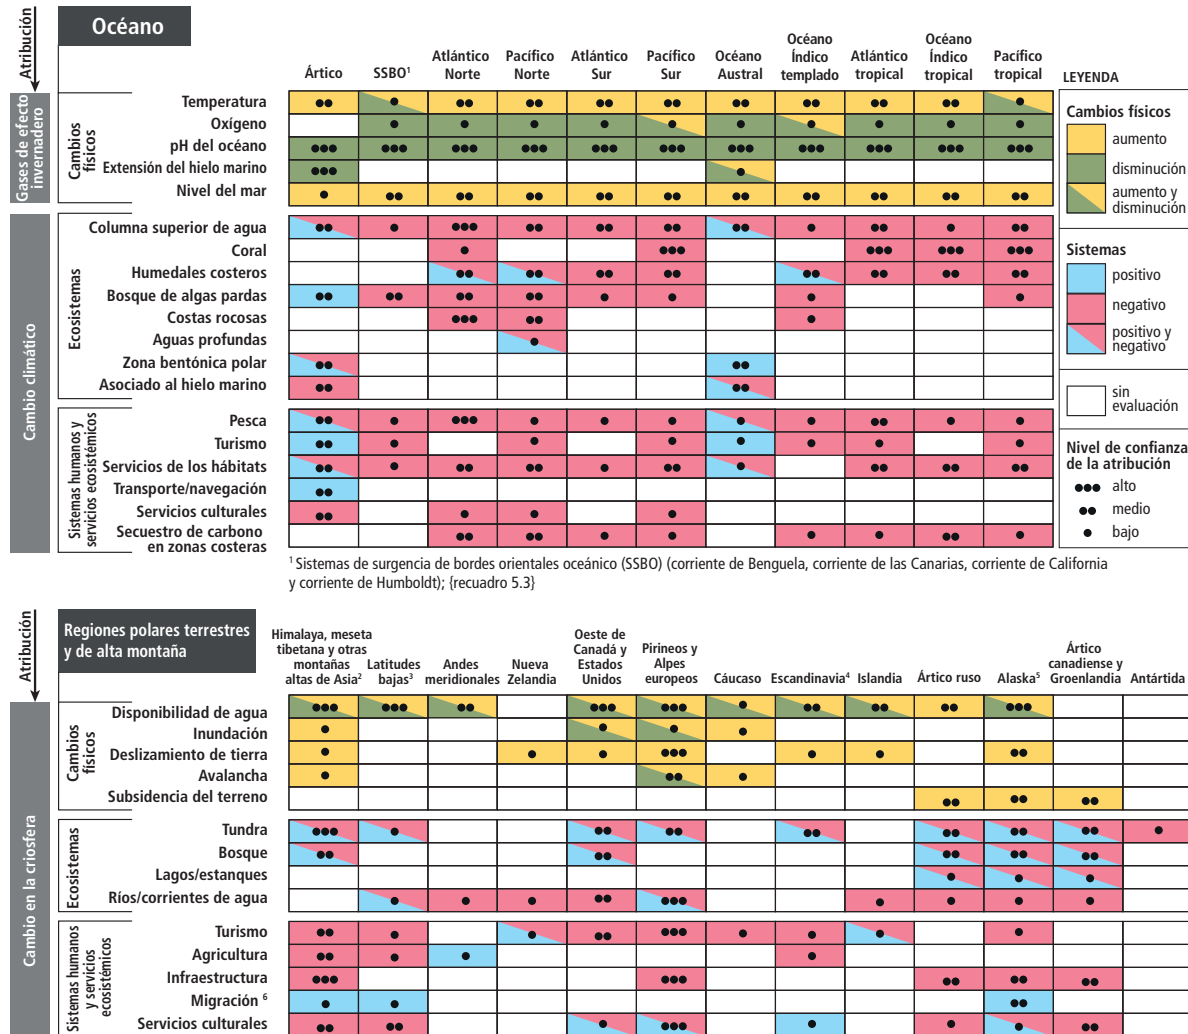 Atribución
Océano
Ártico
SSBO¹
Atlántico
Norte
Pacífico
Norte
Atlántico
Sur
Pacífico
Sur
Océano
Austral
Océano
Índico
templado
Atlántico
tropical
Océano
Índico
tropical
Pacífico
tropical
LEYENDA
Gases de efecto
invernadero
Cambios
físicos
Temperatura
Oxígeno
pH del océano
Extensión del hielo marino
Nivel del mar
Cambio climático
Ecosistemas
Columna superior de agua
Coral
Humedales costeros
Bosque de algas pardas
Costas rocosas
Aguas profundas
Zona bentónica polar
Asociado al hielo marino
Sistemas humanos y
servicios ecosistémicos
Pesca
Turismo
Servicios de los hábitats
Transporte/navegación
Servicios culturales
Secuestro de carbono
en zonas costeras
Cambios físicos
aumento
disminución
aumento y
disminución
Sistemas
positivo
negativo
positivo y
negativo
sin
evaluación
Nivel de confianza
de la atribución
alto
medio
bajo
¹ Sistemas de surgencia de bordes orientales oceánico (SSBO) (corriente de Benguela, corriente de las Canarias, corriente de California
y corriente de Humboldt); {recuadro 5.3}
Atribución
Regiones polares terrestres
y de alta montaña
Himalaya, meseta
tibetana y otras
montañas
altas de Asia²
Latitudes
bajas³
Andes
meridionales
Nueva
Zelandia
Oeste de
Canadá y
Estados
Unidos
Pirineos y
Alpes
europeos
Cáucaso
Escandinavia⁴
Islandia
Ártico ruso
Alaska⁵
Ártico
canadiense y
Groenlandia
Antártida
Cambio en la criosfera
Cambios
físicos
Disponibilidad de agua
Inundación
Deslizamiento de tierra
Avalancha
Subsidencia del terreno
Ecosistemas
Tundra
Bosque
Lagos/estanques
Ríos/corrientes de agua
Sistemas humanos
y servicios
ecosistémicos
Turismo
Agricultura
Infraestructura
Migración ⁶
Servicios culturales